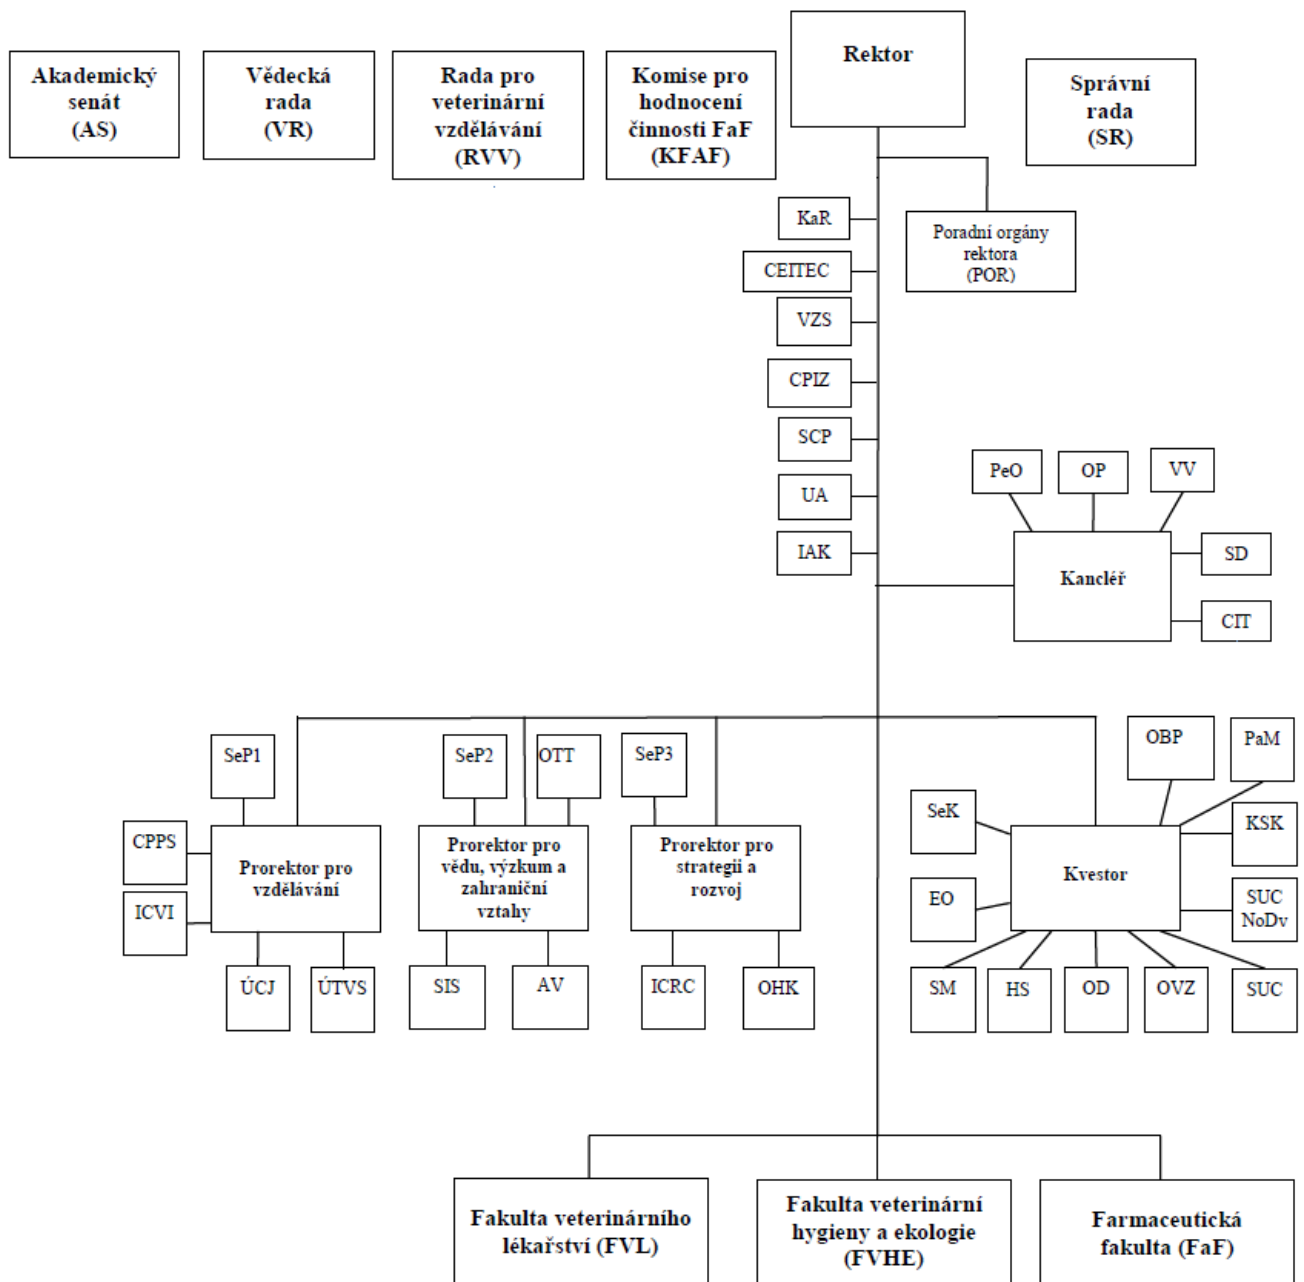 Akademický
senát
(AS)
Vědecká
rada
(VR)
Rada pro
veterinární
vzdělávání
(RVV)
Komise pro
hodnocení
činnosti FaF
(KFAF)
Rektor
Správní
rada
(SR)
KaR
Poradní orgány
rektora
(POR)
CEITEC
VZS
CPIZ
SCP
UA
IAK
PeO
OP
VV
Kancléř
SD
CIT
SeP1
SeP2
OTT
SeP3
OBP
PaM
CPPS
ICVI
Prorektor pro
vzdělávání
Prorektor pro
vědu, výzkum a
zahraniční
vztahy
Prorektor pro
strategii a
rozvoj
SeK
EO
Kvestor
KSK
SUC
NoDv
ÚCJ
ÚTVS
SIS
AV
ICRC
OHK
SM
HS
OD
OVZ
SUC
Fakulta veterinárního
lékařství (FVL)
Fakulta veterinární
hygieny a ekologie
(FVHE)
Farmaceutická
fakulta (FaF)